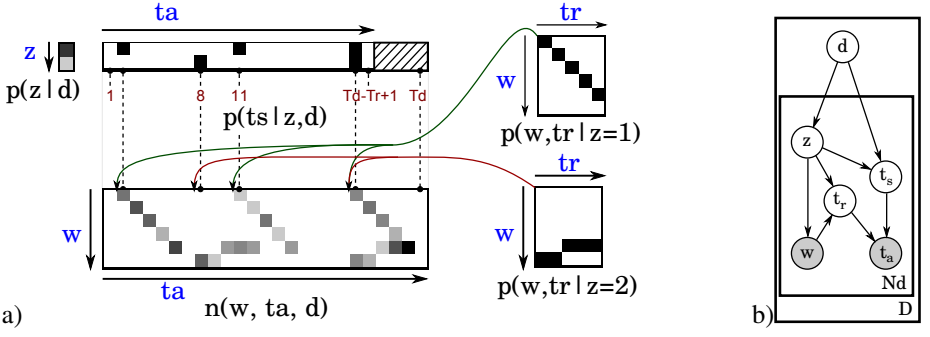 ta
z
p(z|d)
1
8
11
Td-Tr+1
Td
p(ts|z,d)
w
ta
n(w, ta, d)
a)
tr
w
p(w,tr|z=1)
tr
w
p(w,tr|z=2)
d
z
ts
tr
w
ta
Nd
D
b)